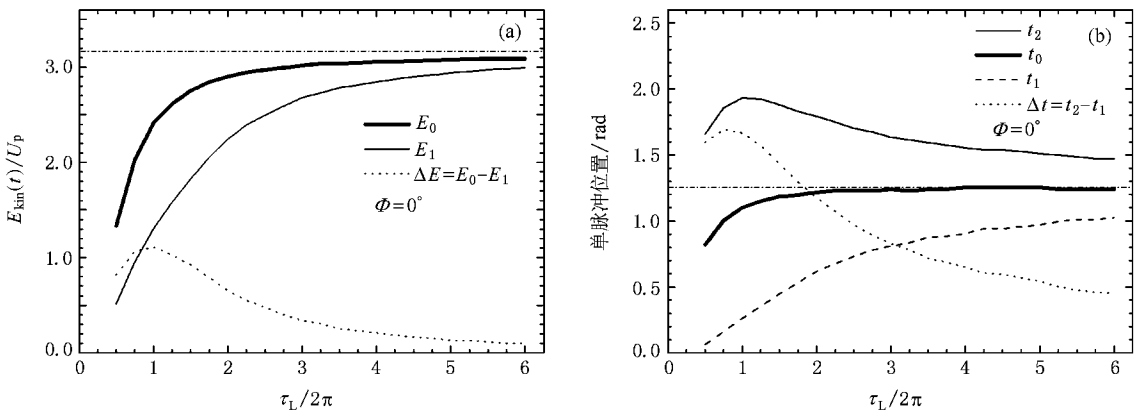 (a)
3.0
2.0
1.0
0.0
E_kin(t)/U_p
E_0
E_1
ΔE=E_0−E_1
Φ=0°
0 1 2 3 4 5 6
τ_L/2π
(b)
2.5
2.0
1.5
1.0
0.5
0.0
单脉冲位置/rad
t_2
t_0
t_1
Δt=t_2−t_1
Φ=0°
0 1 2 3 4 5 6
τ_L/2π